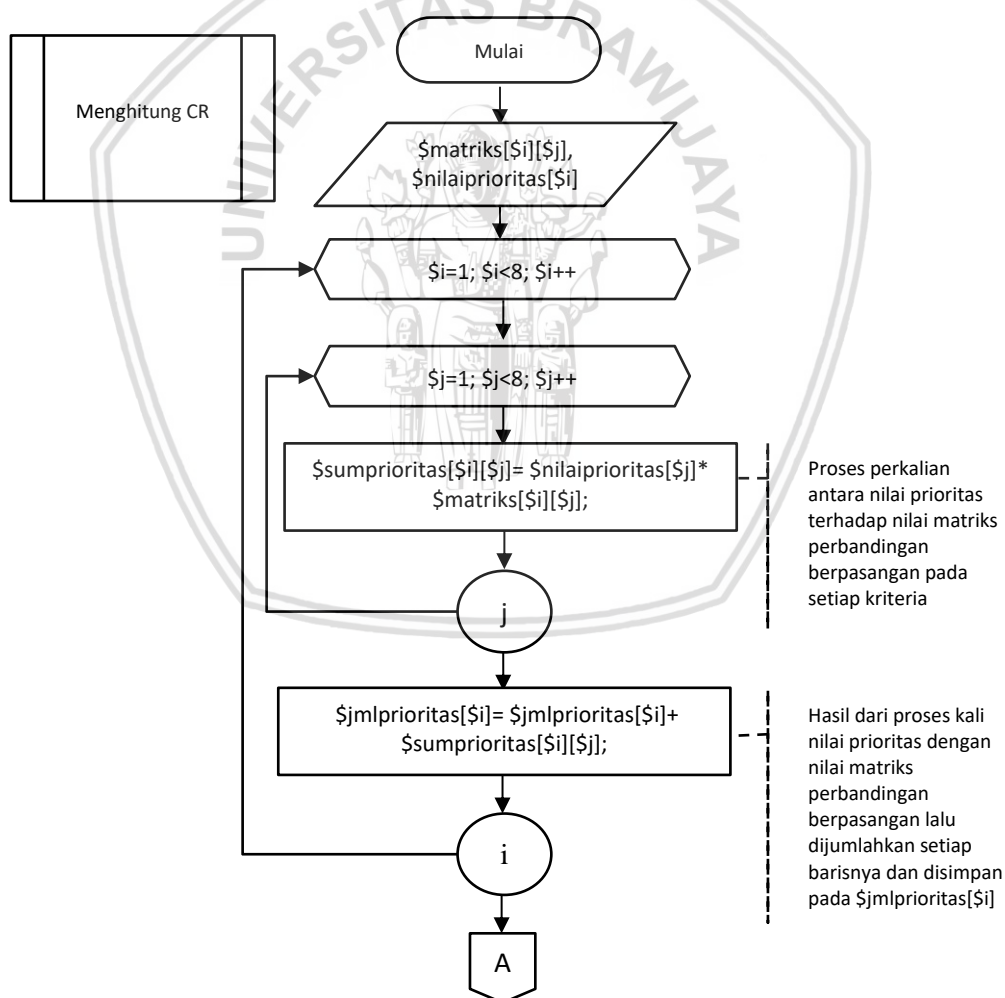 UNIVERSITAS BRAWIJAYA
Mulai
Menghitung CR
$matriks[$i][$j],
$nilaiprioritas[$i]
$i=1; $i<8; $i++
$j=1; $j<8; $j++
$sumprioritas[$i][$j]= $nilaiprioritas[$j]*
$matriks[$i][$j];
Proses perkalian
antara nilai prioritas
terhadap nilai matriks
perbandingan
berpasangan pada
setiap kriteria
j
$jmlprioritas[$i]= $jmlprioritas[$i]+
$sumprioritas[$i][$j];
Hasil dari proses kali
nilai prioritas dengan
nilai matriks
perbandingan
berpasangan lalu
dijumlahkan setiap
barisnya dan disimpan
pada $jmlprioritas[$i]
i
A